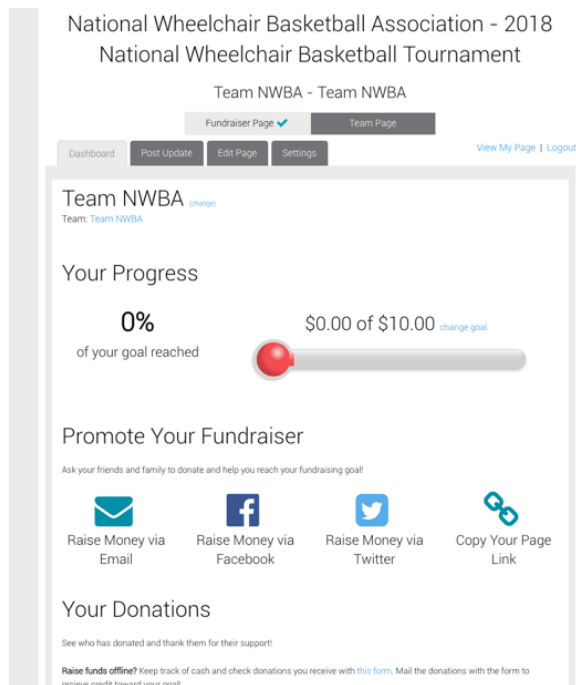 National Wheelchair Basketball Association - 2018
National Wheelchair Basketball Tournament
Team NWBA - Team NWBA
Fundraiser Page Team Page
Dashboard Post Update Edit Page Settings View My Page | Logout
Team NWBA (change)
Team: Team NWBA
Your Progress
0% $0.00 of $10.00 change goal
of your goal reached
Promote Your Fundraiser
Ask your friends and family to donate and help you reach your fundraising goal!
Raise Money via Raise Money via Raise Money via Copy Your Page
Email Facebook Twitter Link
Your Donations
See who has donated and thank them for their support!
Raise funds offline? Keep track of cash and check donations you receive with this form. Mail the donations with the form to
recieve credit toward your goal!